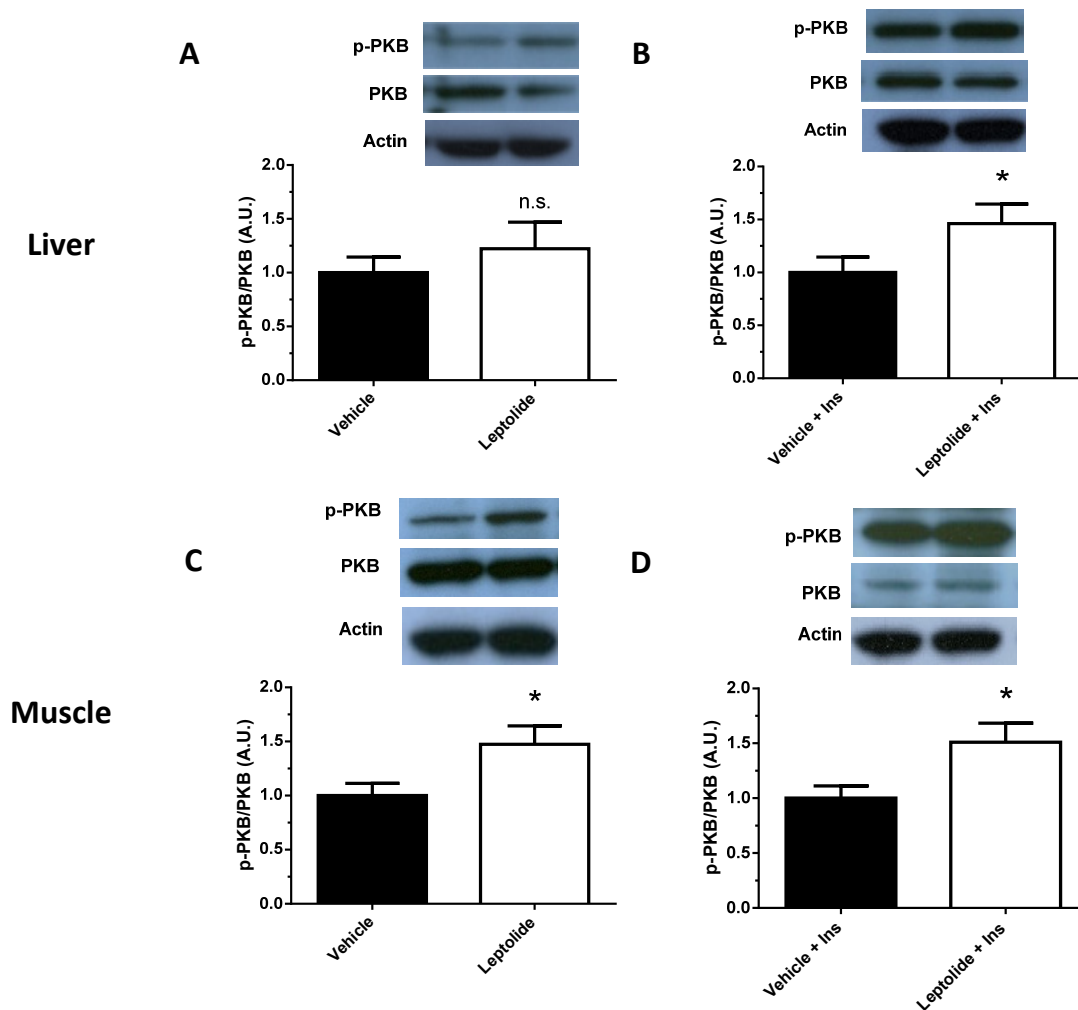 A
p-PKB
PKB
Actin
2.0
1.5
1.0
0.5
0.0
p-PKB/PKB (A.U.)
n.s.
Vehicle
Leptolide
B
p-PKB
PKB
Actin
2.0
1.5
1.0
0.5
0.0
p-PKB/PKB (A.U.)
*
Vehicle + Ins
Leptolide + Ins
Liver
C
p-PKB
PKB
Actin
2.0
1.5
1.0
0.5
0.0
p-PKB/PKB (A.U.)
*
Vehicle
Leptolide
D
p-PKB
PKB
Actin
2.0
1.5
1.0
0.5
0.0
p-PKB/PKB (A.U.)
*
Vehicle + Ins
Leptolide + Ins
Muscle